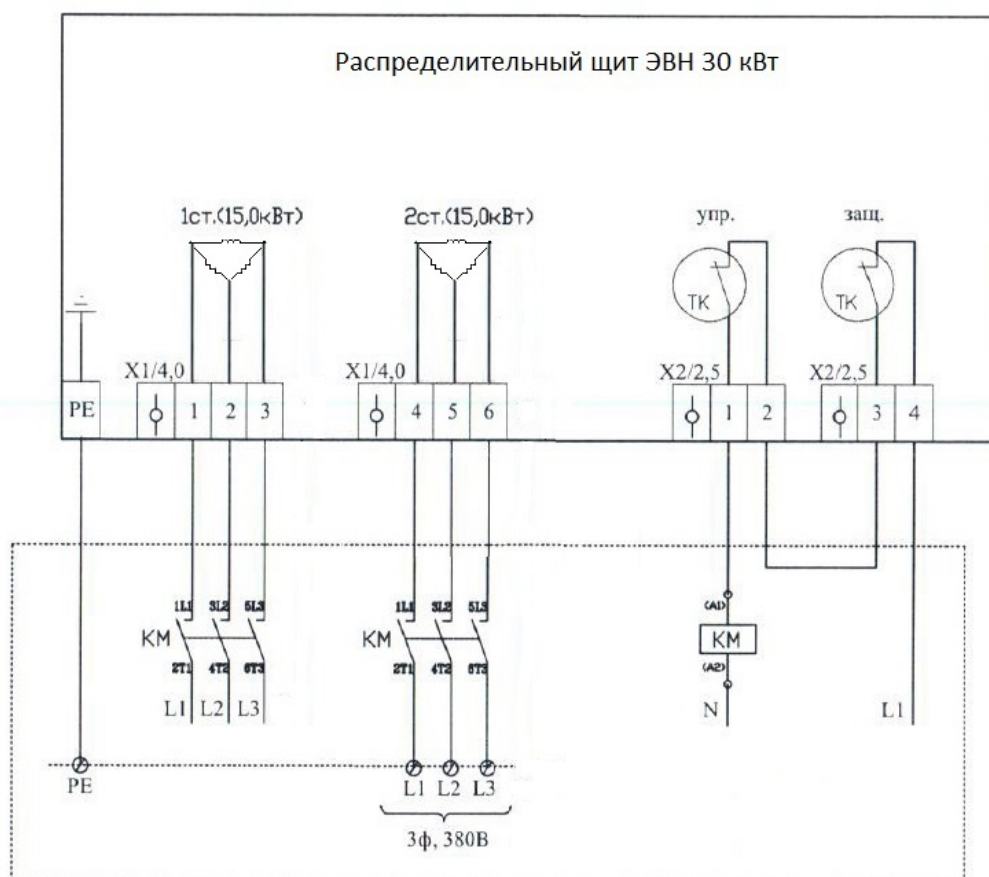 Распределительный щит ЭВН 30 кВт
1ст.(15,0кВт)
2ст.(15,0кВт)
упр.
защ.
ТК
ТК
X1/4,0
X1/4,0
X2/2,5
X2/2,5
PE
1
2
3
4
5
6
1
2
3
4
1L1
3L2
5L3
KM
2T1
4T2
6T3
L1
L2
L3
1L1
3L2
5L3
KM
2T1
4T2
6T3
(A1)
KM
(A2)
N
L1
PE
L1
L2
L3
3ф, 380В